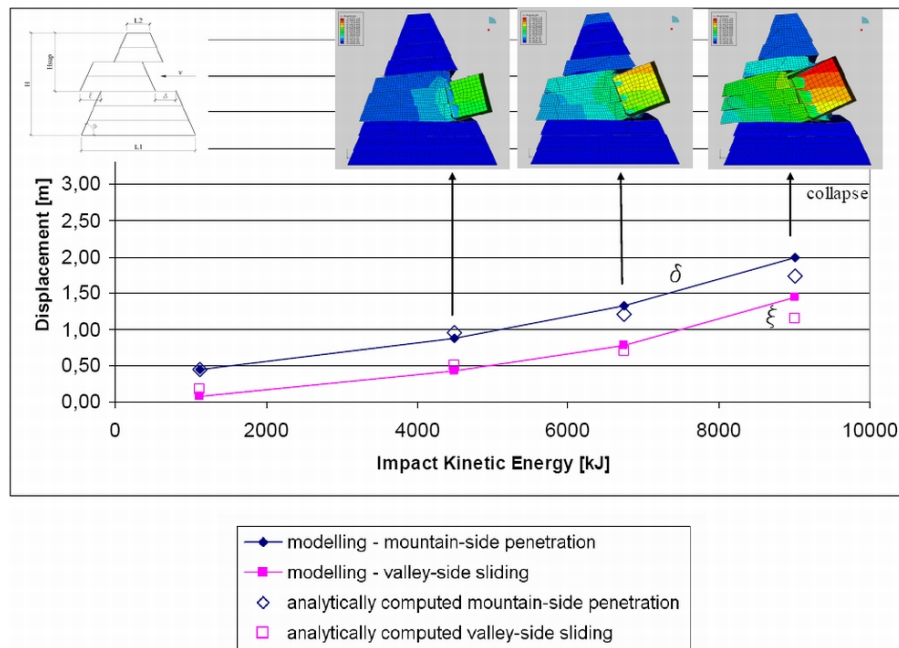 L2
Hsup
H
v
ξ
δ
L1
3,00
2,00
1,50
1,00
0,50
0,00
Displacement [m]
collapse
δ
ξ
0
2000
4000
6000
8000
10000
Impact Kinetic Energy [kJ]
modelling - mountain-side penetration
modelling - valley-side sliding
analytically computed mountain-side penetration
analytically computed valley-side sliding